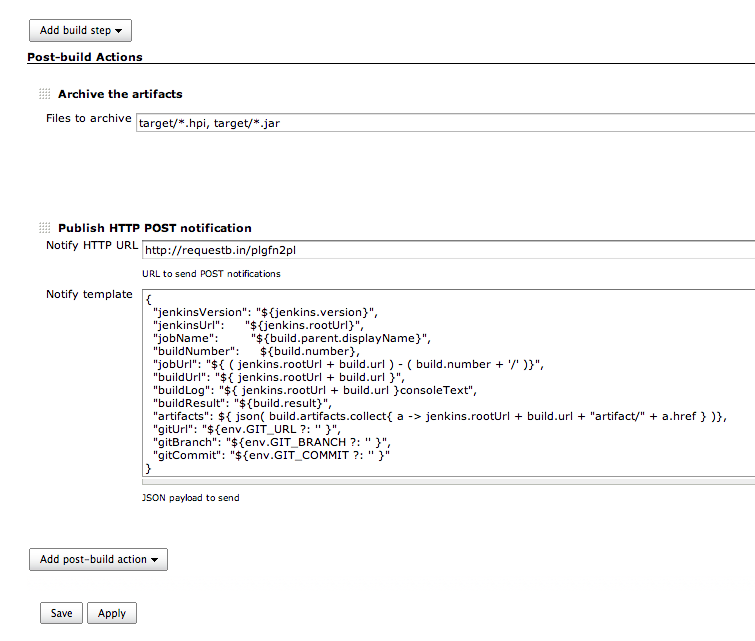 Add build step
Post-build Actions
Archive the artifacts
Files to archive target/*.hpi, target/*.jar
Publish HTTP POST notification
Notify HTTP URL http://requestb.in/plgfn2pl
URL to send POST notifications
Notify template {
"jenkinsVersion": "${jenkins.version}",
"jenkinsUrl": "${jenkins.rootUrl}",
"jobName": "${build.parent.displayName}",
"buildNumber": ${build.number},
"jobUrl": "${ ( jenkins.rootUrl + build.url ) - ( build.number + '/' )}",
"buildUrl": "${ jenkins.rootUrl + build.url }",
"buildLog": "${ jenkins.rootUrl + build.url }consoleText",
"buildResult": "${build.result}",
"artifacts": ${ json( build.artifacts.collect{ a -> jenkins.rootUrl + build.url + "artifact/" + a.href } )},
"gitUrl": "${env.GIT_URL ?: '' }",
"gitBranch": "${env.GIT_BRANCH ?: '' }",
"gitCommit": "${env.GIT_COMMIT ?: '' }"
}
JSON payload to send
Add post-build action
Save Apply